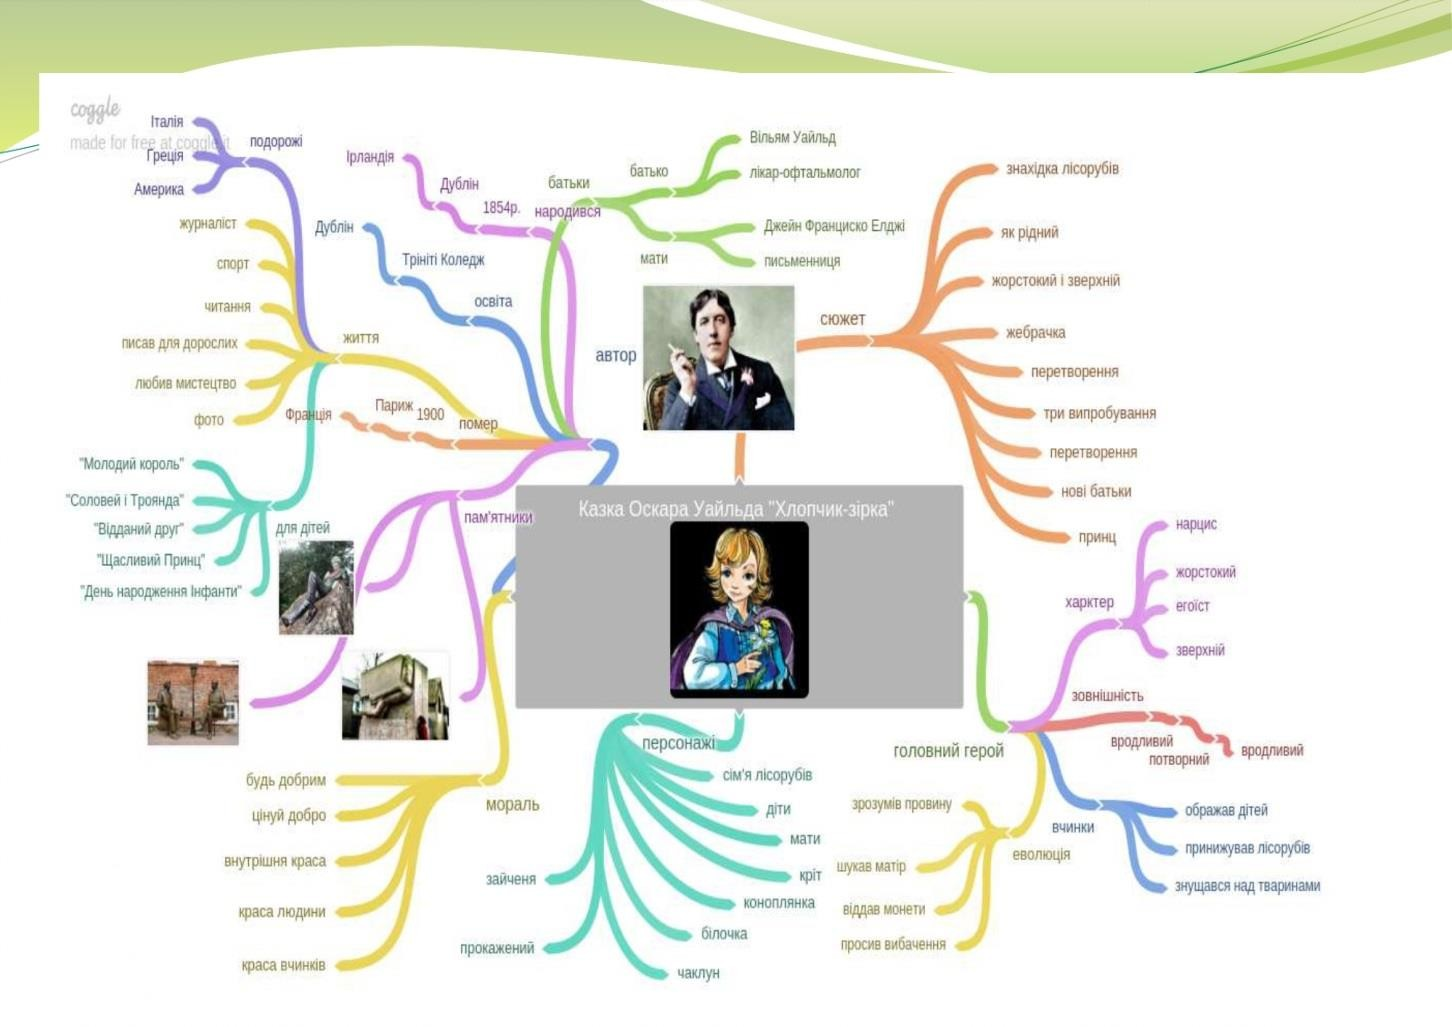 coggle
made for free at coggle.it
Італія
Греція
Америка
подорожі
журналіст
спорт
читання
писав для дорослих
любив мистецтво
фото
життя
"Молодий король"
"Соловей і Троянда"
"Відданий друг"
"Щасливий Принц"
"День народження Інфанти"
для дітей
Ірландія
Дублін
1854р.
народився
Дублін
Трініті Коледж
освіта
Франція
Париж
1900
помер
пам'ятники
батьки
батько
Вільям Уайльд
лікар-офтальмолог
мати
Джейн Франциско Елджі
письменниця
автор
сюжет
знахідка лісорубів
як рідний
жорстокий і зверхній
жебрачка
перетворення
три випробування
перетворення
нові батьки
принц
Казка Оскара Уайльда "Хлопчик-зірка"
головний герой
харктер
нарцис
жорстокий
егоїст
зверхній
зовнішність
вродливий
потворний
вродливий
вчинки
ображав дітей
принижував лісорубів
знущався над тваринами
еволюція
зрозумів провину
шукав матір
віддав монети
просив вибачення
персонажі
сім'я лісорубів
діти
мати
кріт
коноплянка
білочка
чаклун
зайченя
прокажений
мораль
будь добрим
цінуй добро
внутрішня краса
краса людини
краса вчинків